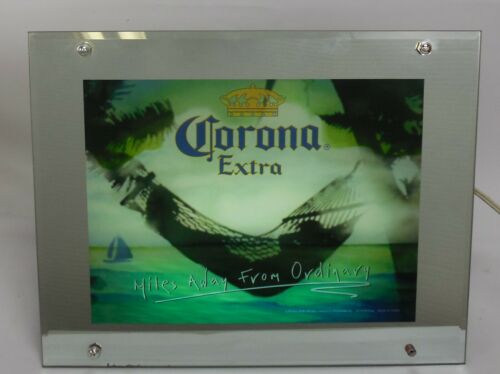 Corona
Extra
Miles Away From Ordinary